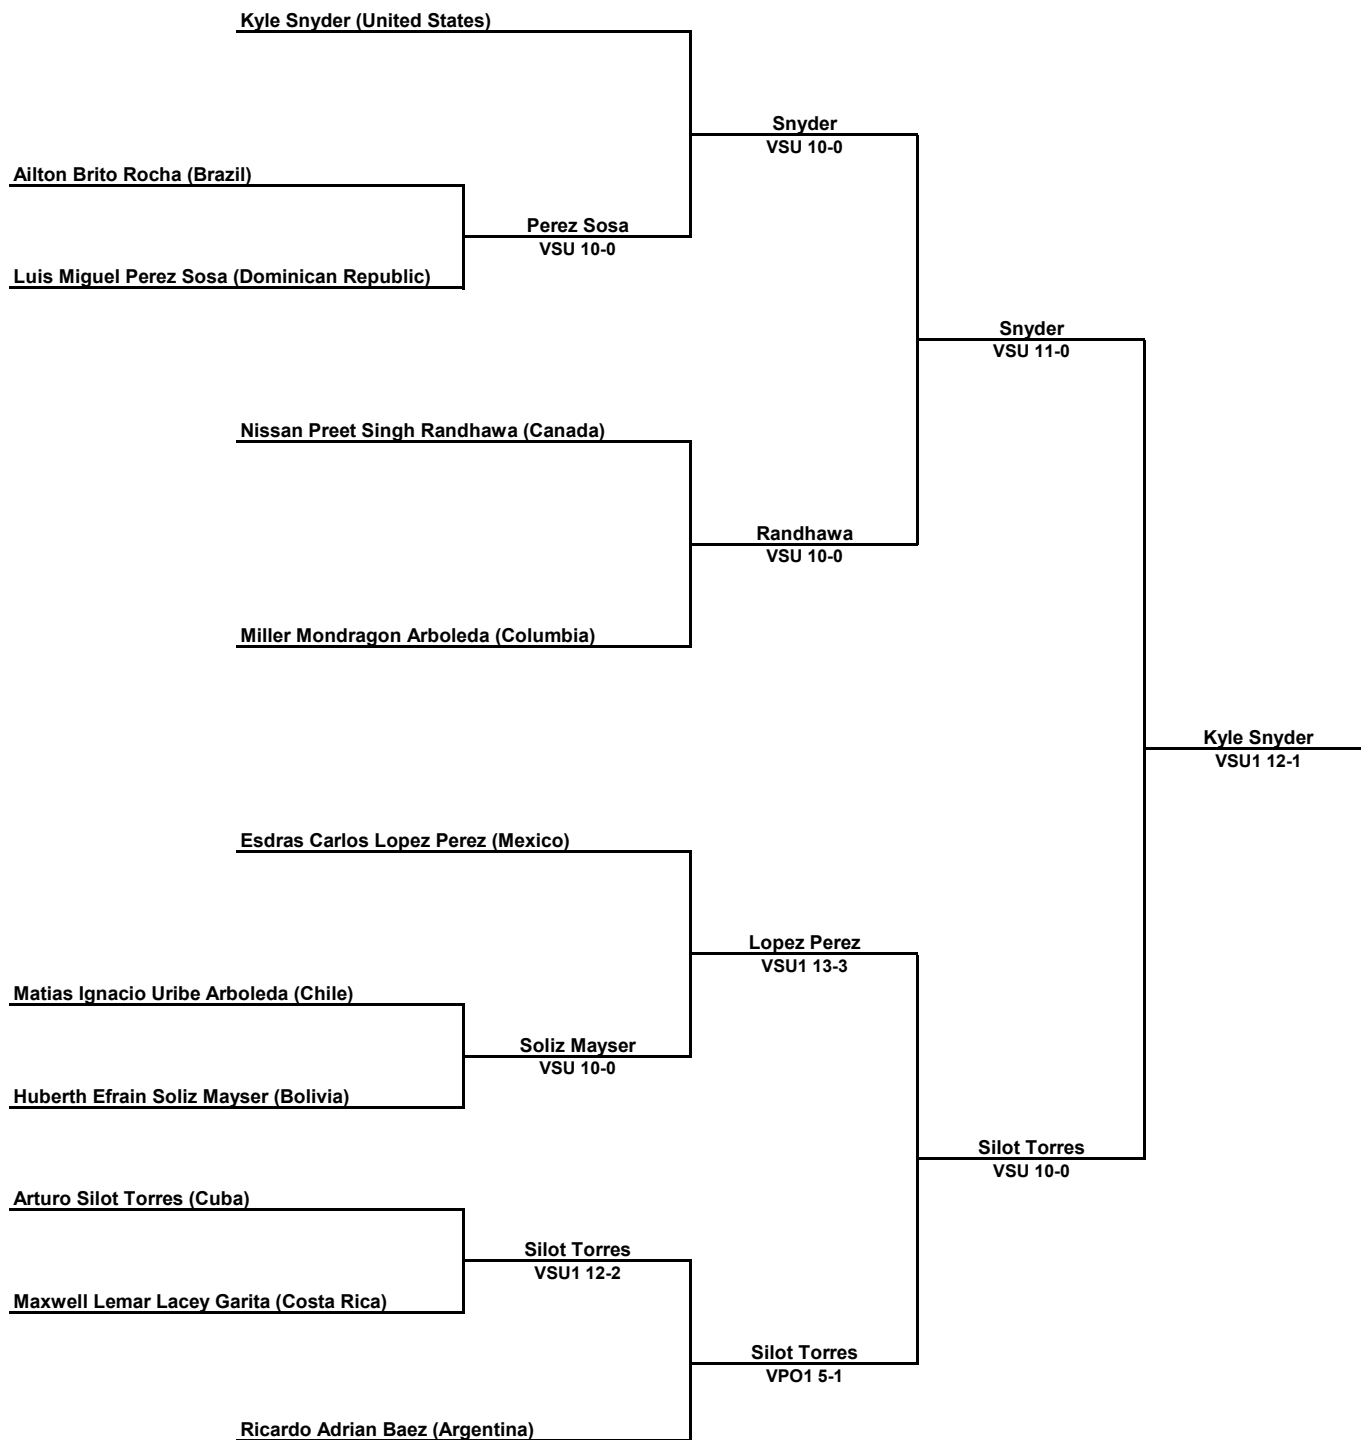 Kyle Snyder (United States)
Snyder
VSU 10-0
Ailton Brito Rocha (Brazil)
Perez Sosa
VSU 10-0
Luis Miguel Perez Sosa (Dominican Republic)
Snyder
VSU 11-0
Nissan Preet Singh Randhawa (Canada)
Randhawa
VSU 10-0
Miller Mondragon Arboleda (Columbia)
Kyle Snyder
VSU1 12-1
Esdras Carlos Lopez Perez (Mexico)
Lopez Perez
VSU1 13-3
Matias Ignacio Uribe Arboleda (Chile)
Soliz Mayser
VSU 10-0
Huberth Efrain Soliz Mayser (Bolivia)
Silot Torres
VSU 10-0
Arturo Silot Torres (Cuba)
Silot Torres
VSU1 12-2
Maxwell Lemar Lacey Garita (Costa Rica)
Silot Torres
VPO1 5-1
Ricardo Adrian Baez (Argentina)